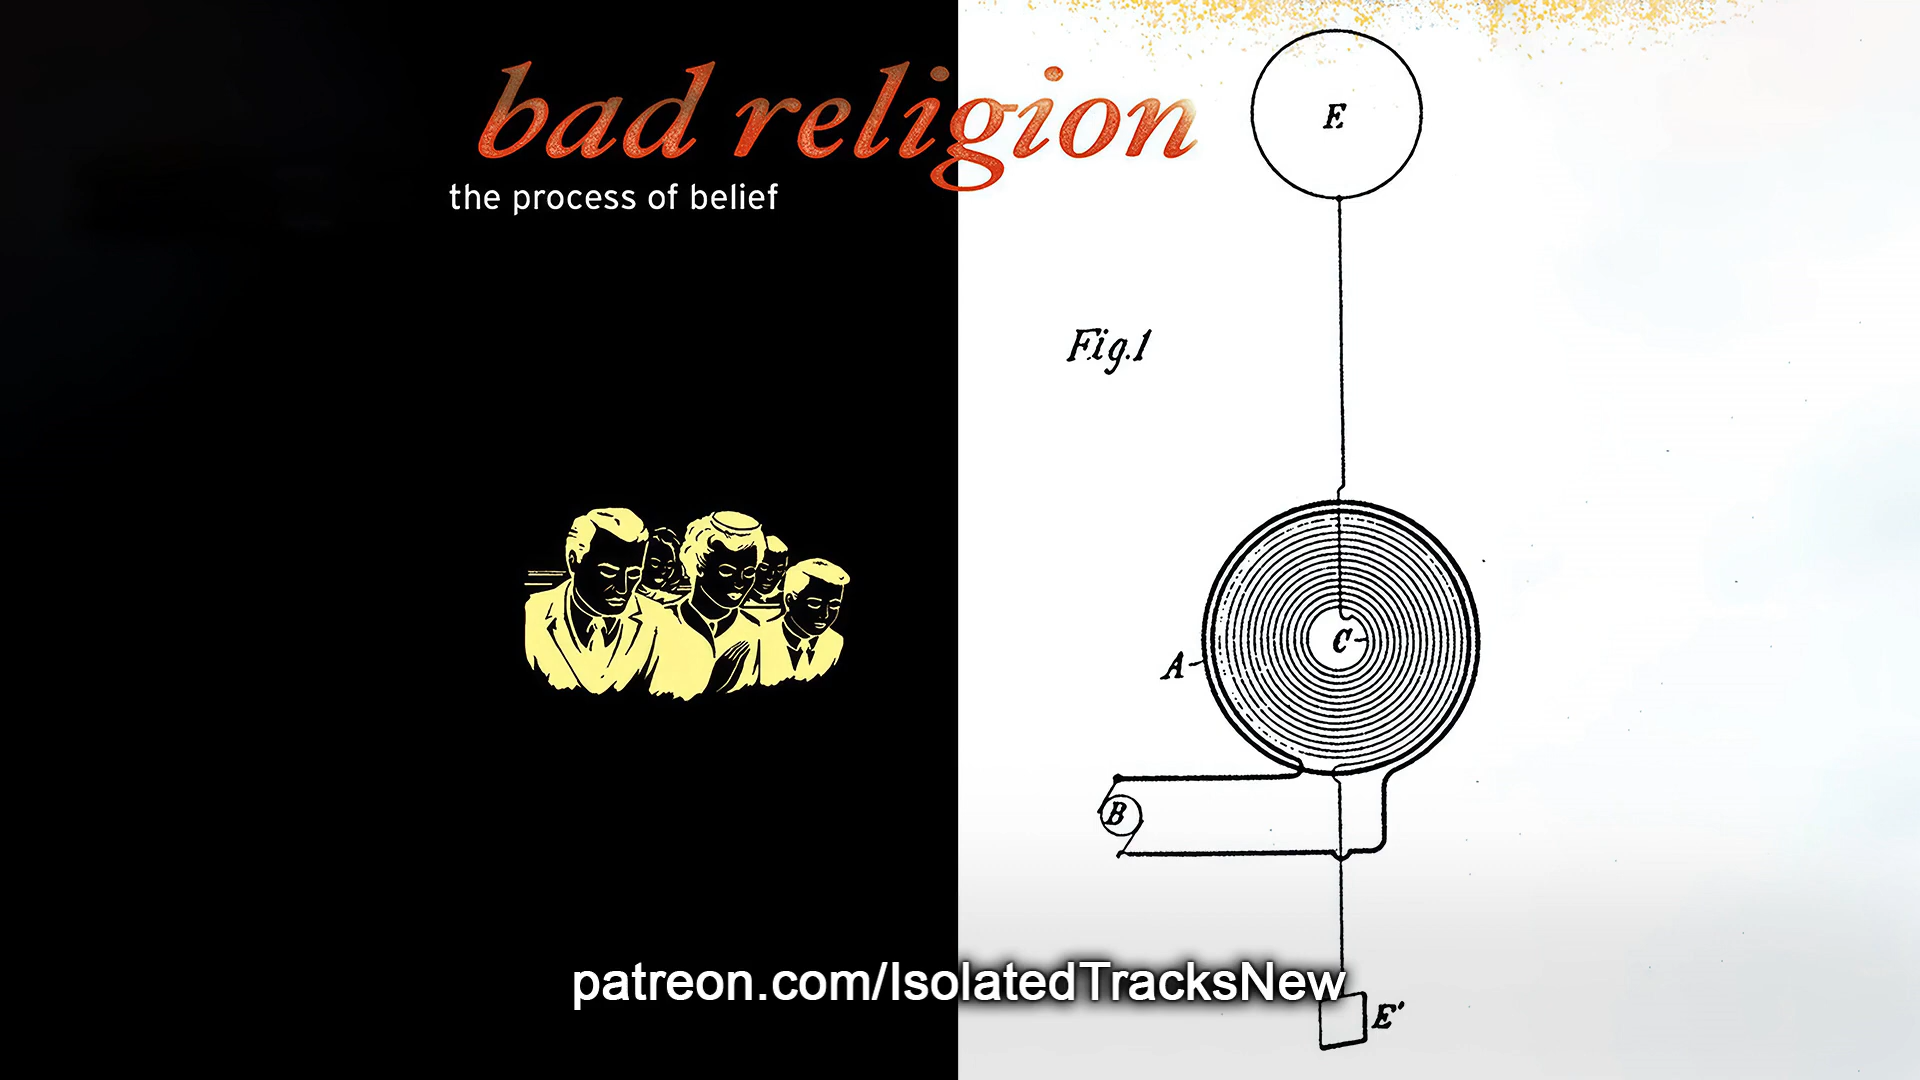 bad religion
the process of belief
E
Fig.1
C
A
B
patreon.com/IsolatedTracksNew
E'